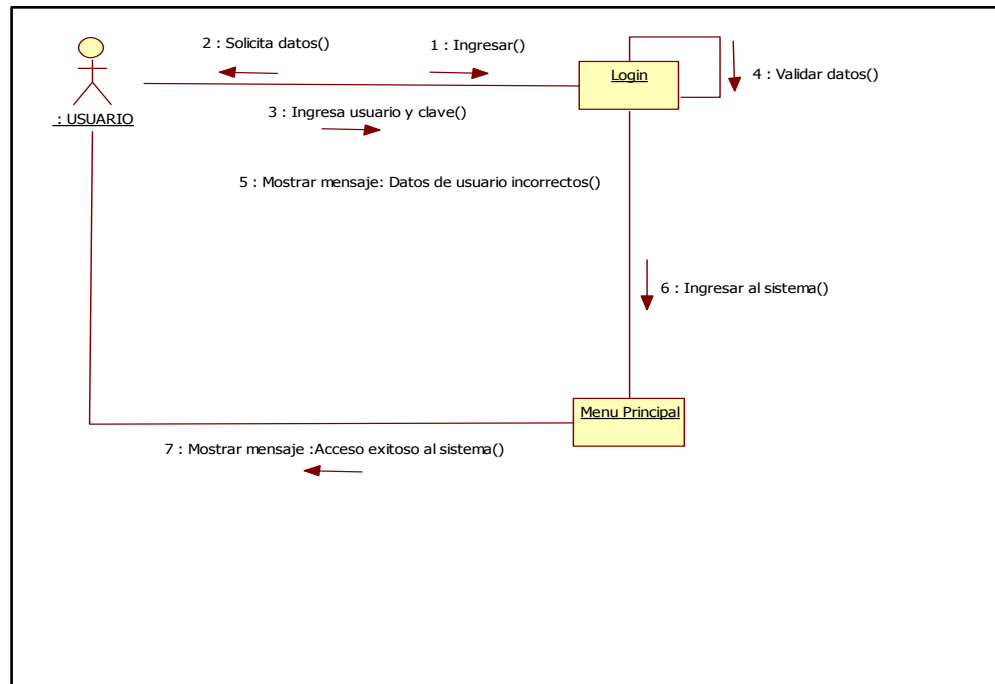 2 : Solicita datos()
1 : Ingresar()
Login
4 : Validar datos()
3 : Ingresa usuario y clave()
: USUARIO
5 : Mostrar mensaje: Datos de usuario incorrectos()
6 : Ingresar al sistema()
Menu Principal
7 : Mostrar mensaje :Acceso exitoso al sistema()